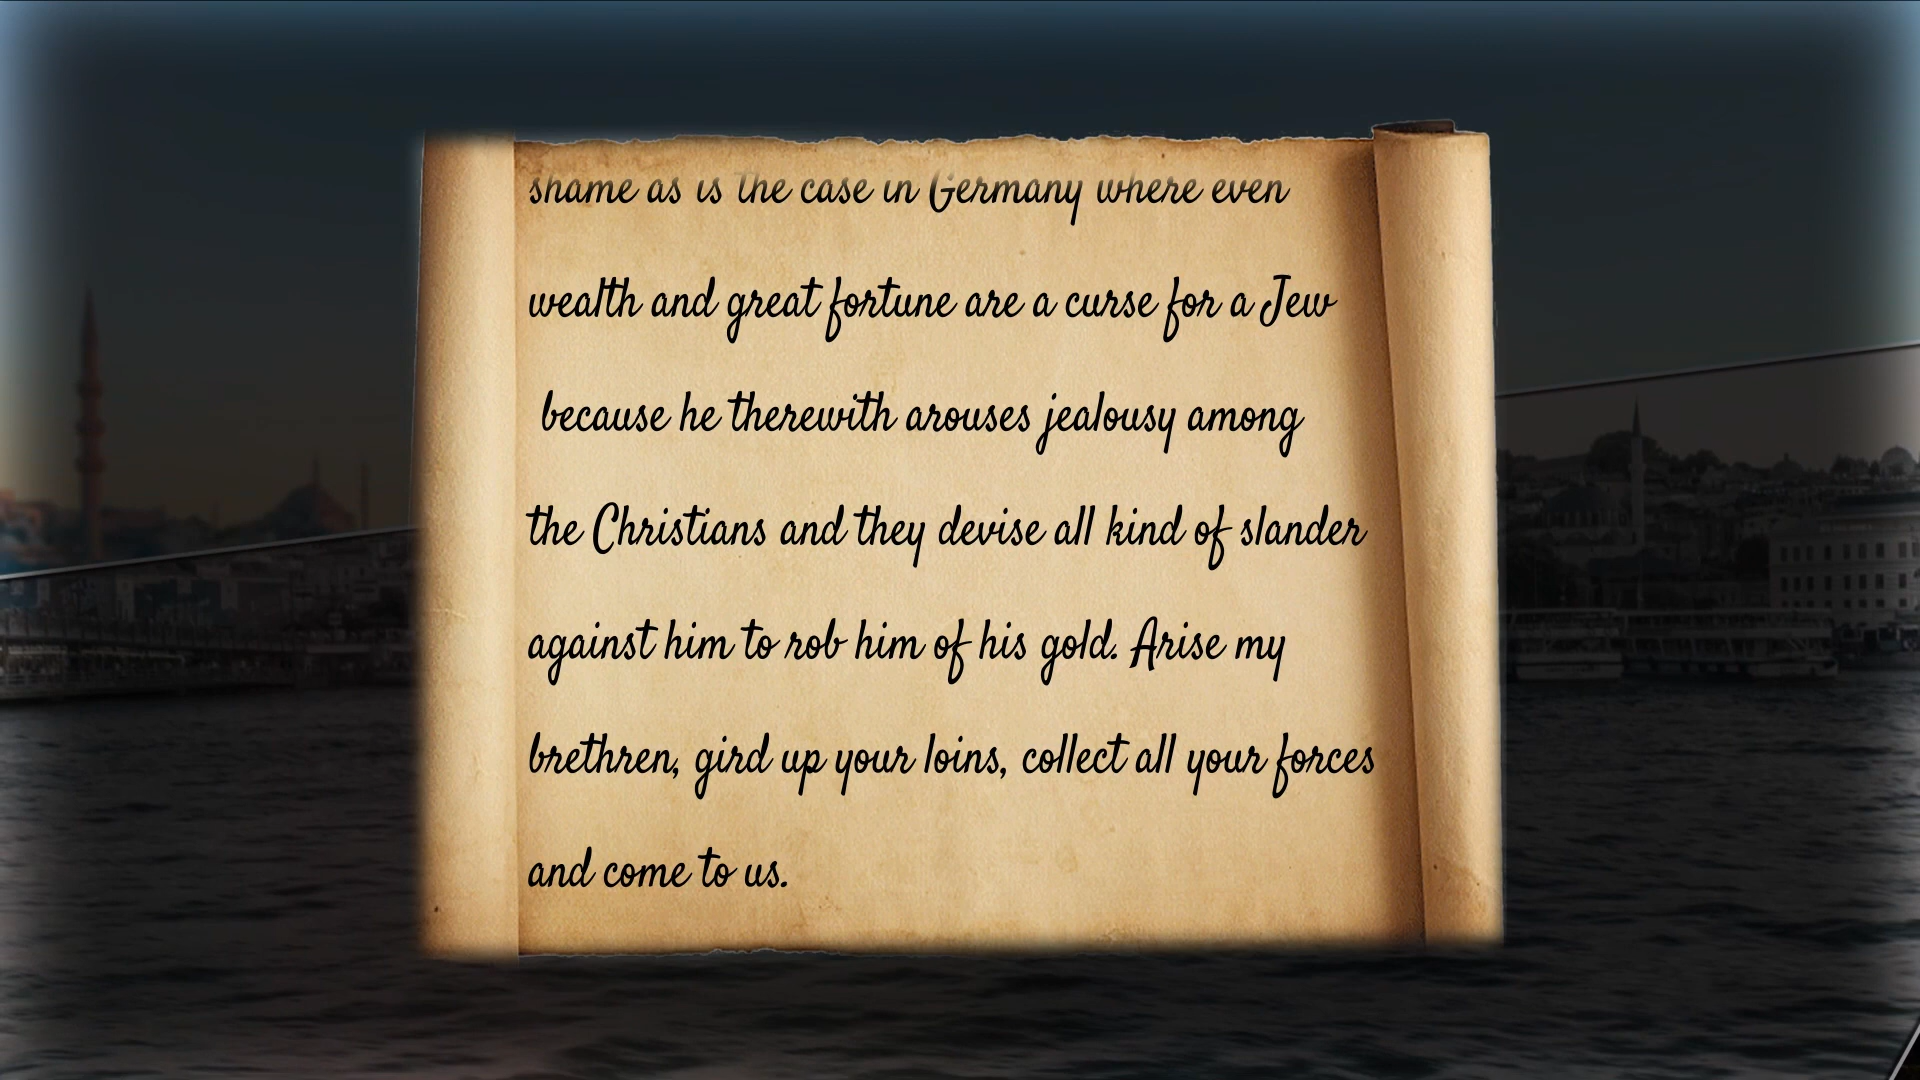 shame as is the case in Germany where even
wealth and great fortune are a curse for a Jew
because he therewith arouses jealousy among
the Christians and they devise all kind of slander
against him to rob him of his gold. Arise my
brethren, gird up your loins, collect all your forces
and come to us.